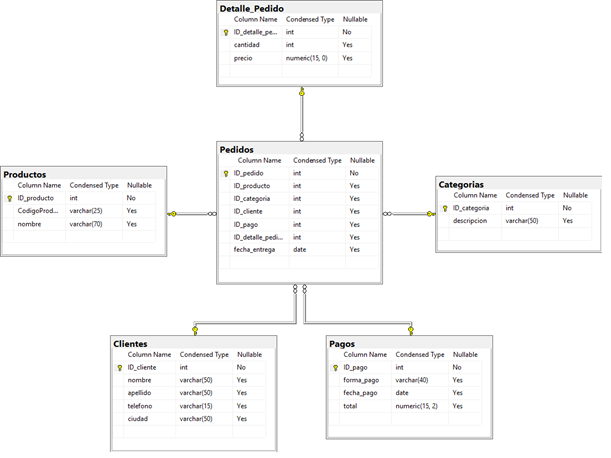 Detalle_Pedido
Column Name Condensed Type Nullable
ID_detalle_pe... int No
cantidad int Yes
precio numeric(15, 0) Yes
Pedidos
Column Name Condensed Type Nullable
ID_pedido int No
ID_producto int Yes
ID_categoria int Yes
ID_cliente int Yes
ID_pago int Yes
ID_detalle_pedi... int Yes
fecha_entrega date Yes
Productos
Column Name Condensed Type Nullable
ID_producto int No
CodigoProd... varchar(25) Yes
nombre varchar(70) Yes
Categorias
Column Name Condensed Type Nullable
ID_categoria int No
descripcion varchar(50) Yes
Clientes
Column Name Condensed Type Nullable
ID_cliente int No
nombre varchar(50) Yes
apellido varchar(50) Yes
telefono varchar(15) Yes
ciudad varchar(50) Yes
Pagos
Column Name Condensed Type Nullable
ID_pago int No
forma_pago varchar(40) Yes
fecha_pago date Yes
total numeric(15, 2) Yes